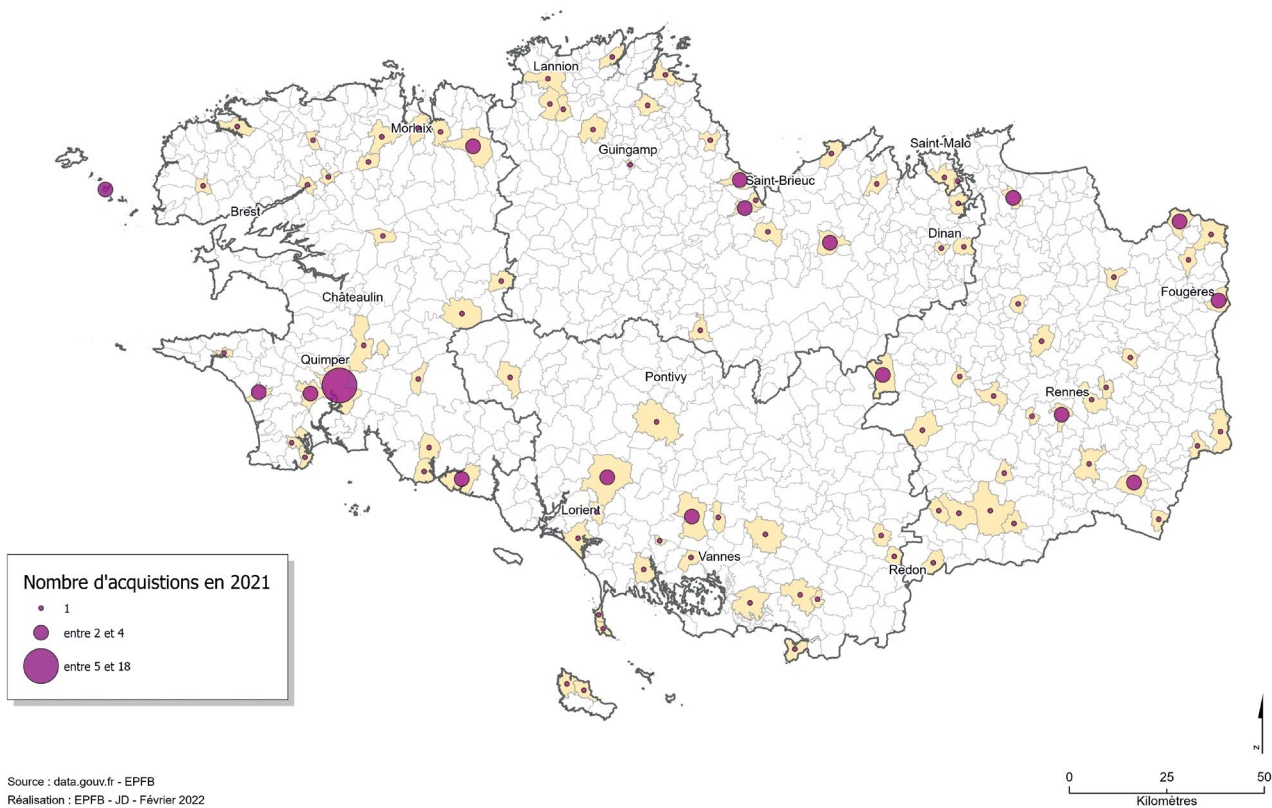 Lannion
Morlaix
Guingamp
Saint-Malo
Saint-Brieuc
Brest
Dinan
Châteaulin
Fougères
Quimper
Pontivy
Rennes
Lorient
Vannes
Redon
Nombre d'acquistions en 2021
1
entre 2 et 4
entre 5 et 18
Source : data.gouv.fr - EPFB
Réalisation : EPFB - JD - Février 2022
N
0 25 50
Kilomètres